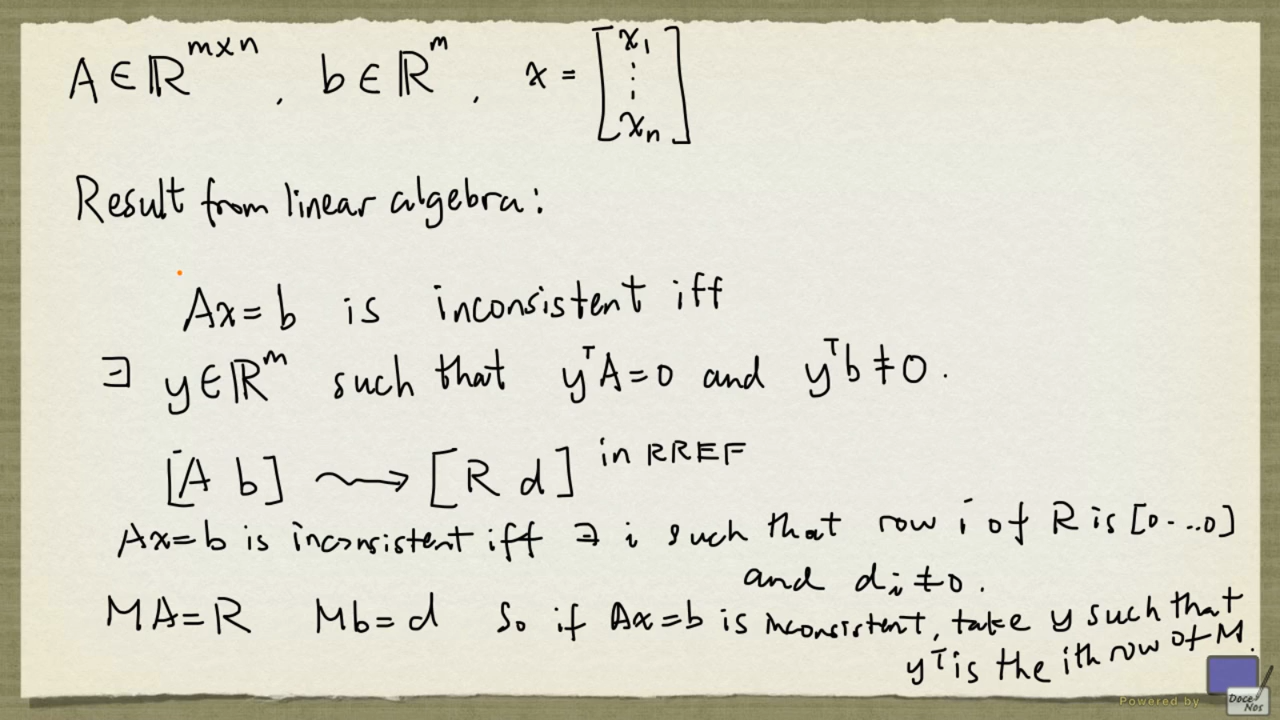 A ∈ ℝ^{m×n} , b ∈ ℝ^m , x = [x₁ ⋮ xₙ]
Result from linear algebra:
Ax = b is inconsistent iff
∃ y ∈ ℝ^m such that yᵀA = 0 and yᵀb ≠ 0.
[A b] ⇝ [R d] in RREF
Ax = b is inconsistent iff ∃ i such that row i of R is [0 - .. 0]
and dᵢ ≠ 0.
MA = R Mb = d So if Ax = b is inconsistent, take y such that
yᵀ is the ith row of M.
Powered by Doce Nos